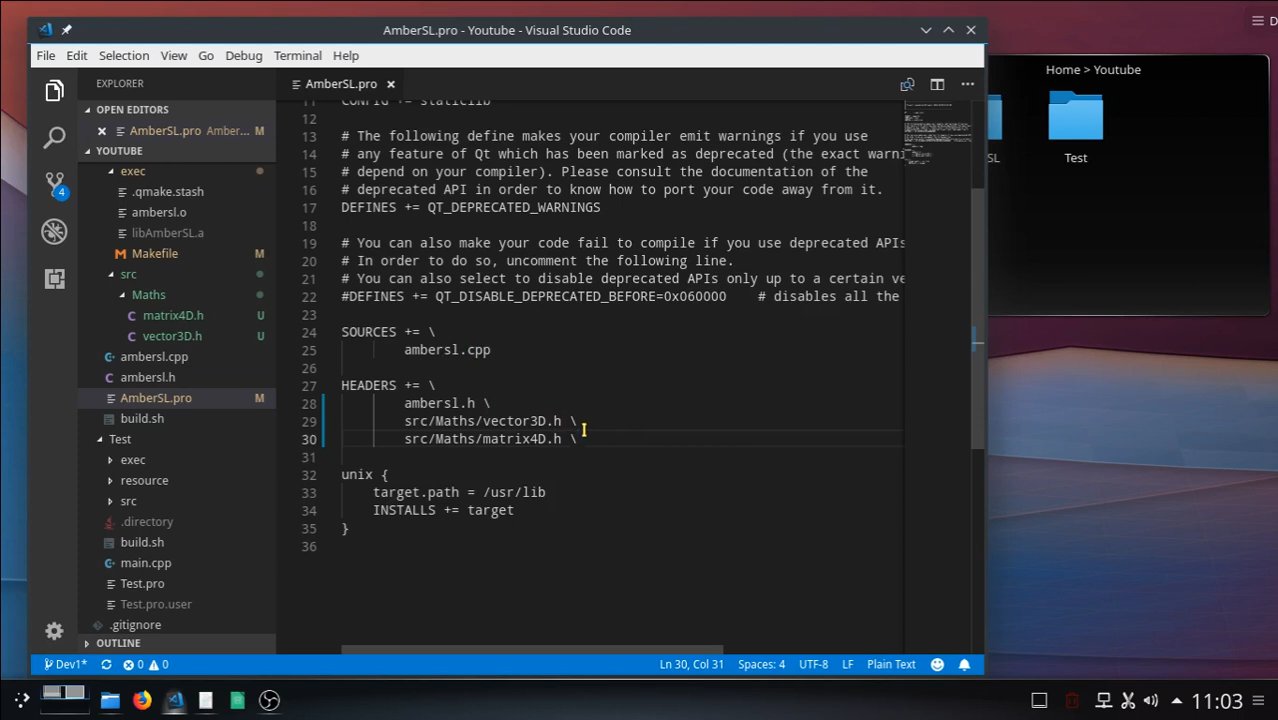 AmberSL.pro - Youtube - Visual Studio Code
File Edit Selection View Go Debug Terminal Help
EXPLORER
OPEN EDITORS
AmberSL.pro Amber... M
YOUTUBE
exec
.qmake.stash
ambersl.o
libAmberSL.a
Makefile M
src
Maths
matrix4D.h U
vector3D.h U
ambersl.cpp
ambersl.h
AmberSL.pro M
build.sh
Test
exec
resource
src
.directory
build.sh
main.cpp
Test.pro
Test.pro.user
.gitignore
OUTLINE
4
AmberSL.pro
11 CONFIG += staticlib
12
13 # The following define makes your compiler emit warnings if you use
14 # any feature of Qt which has been marked as deprecated (the exact warni
15 # depend on your compiler). Please consult the documentation of the
16 # deprecated API in order to know how to port your code away from it.
17 DEFINES += QT_DEPRECATED_WARNINGS
18
19 # You can also make your code fail to compile if you use deprecated APIs
20 # In order to do so, uncomment the following line.
21 # You can also select to disable deprecated APIs only up to a certain ve
22 #DEFINES += QT_DISABLE_DEPRECATED_BEFORE=0x060000 # disables all the
23
24 SOURCES += \
25 ambersl.cpp
26
27 HEADERS += \
28 ambersl.h \
29 src/Maths/vector3D.h \
30 src/Maths/matrix4D.h \
31
32 unix {
33 target.path = /usr/lib
34 INSTALLS += target
35 }
36
Dev1* 0 0 Ln 30, Col 31 Spaces: 4 UTF-8 LF Plain Text
D
Home > Youtube
SL
Test
11:03